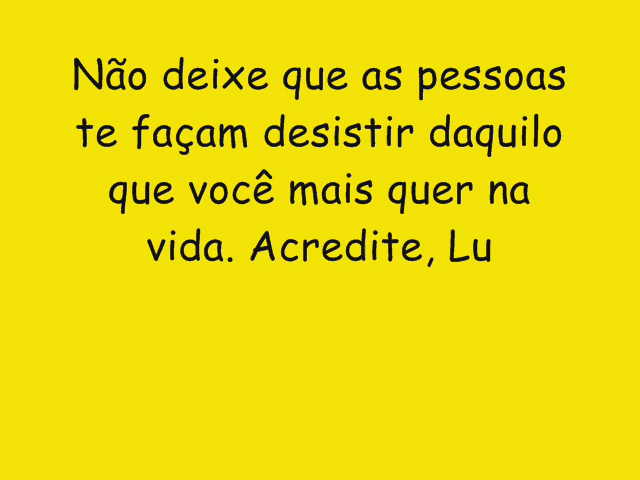 Não deixe que as pessoas
te façam desistir daquilo
que você mais quer na
vida. Acredite, Lu